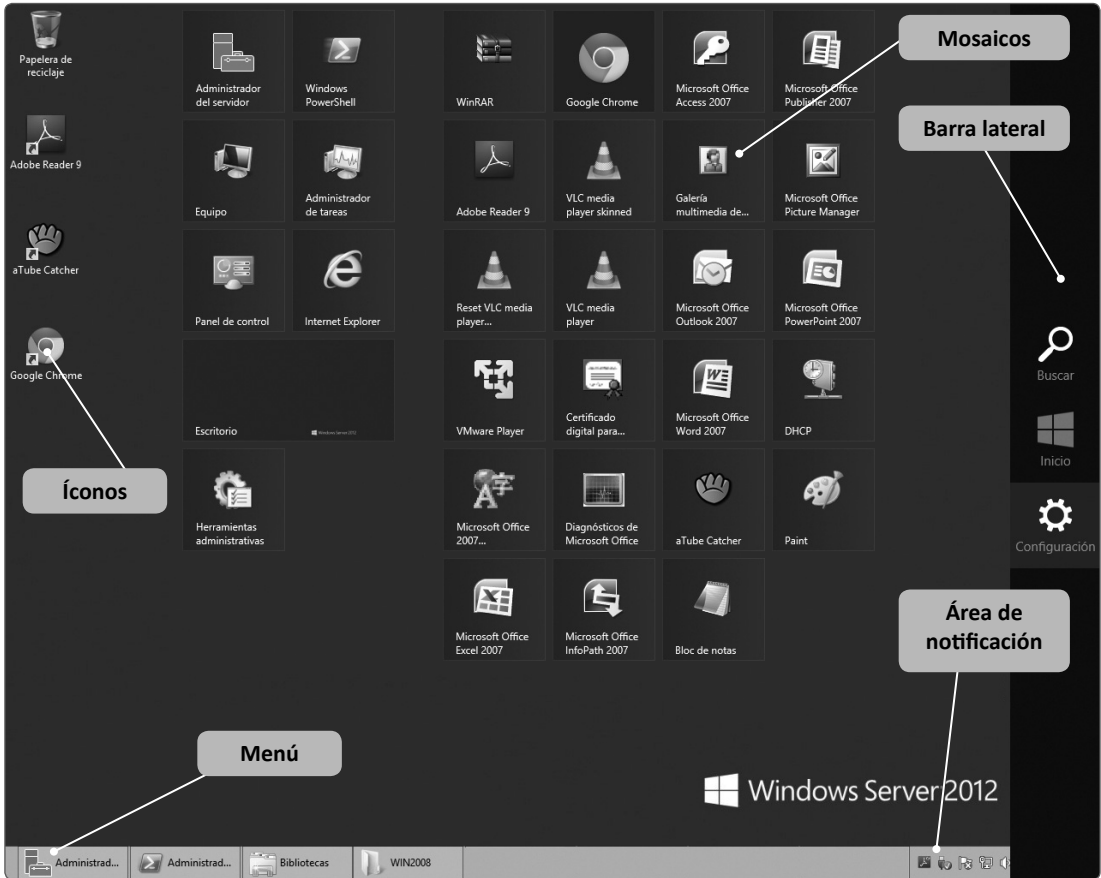 Papelera de
reciclaje
Adobe Reader 9
aTube Catcher
Google Chrome
Íconos
Administrador
del servidor
Windows
PowerShell
Equipo
Administrador
de tareas
Panel de control
Internet Explorer
Escritorio
Windows Server 2012
Herramientas
administrativas
WinRAR
Google Chrome
Microsoft Office
Access 2007
Microsoft Office
Publisher 2007
Adobe Reader 9
VLC media
player skinned
Galería
multimedia de...
Microsoft Office
Picture Manager
Reset VLC media
player...
VLC media
player
Microsoft Office
Outlook 2007
Microsoft Office
PowerPoint 2007
VMware Player
Certificado
digital para...
Microsoft Office
Word 2007
DHCP
Microsoft Office
2007...
Diagnósticos de
Microsoft Office
aTube Catcher
Paint
Microsoft Office
Excel 2007
Microsoft Office
InfoPath 2007
Bloc de notas
Mosaicos
Barra lateral
Buscar
Inicio
Configuración
Área de
notificación
Menú
Windows Server 2012
Administrad...
Administrad...
Bibliotecas
WIN2008